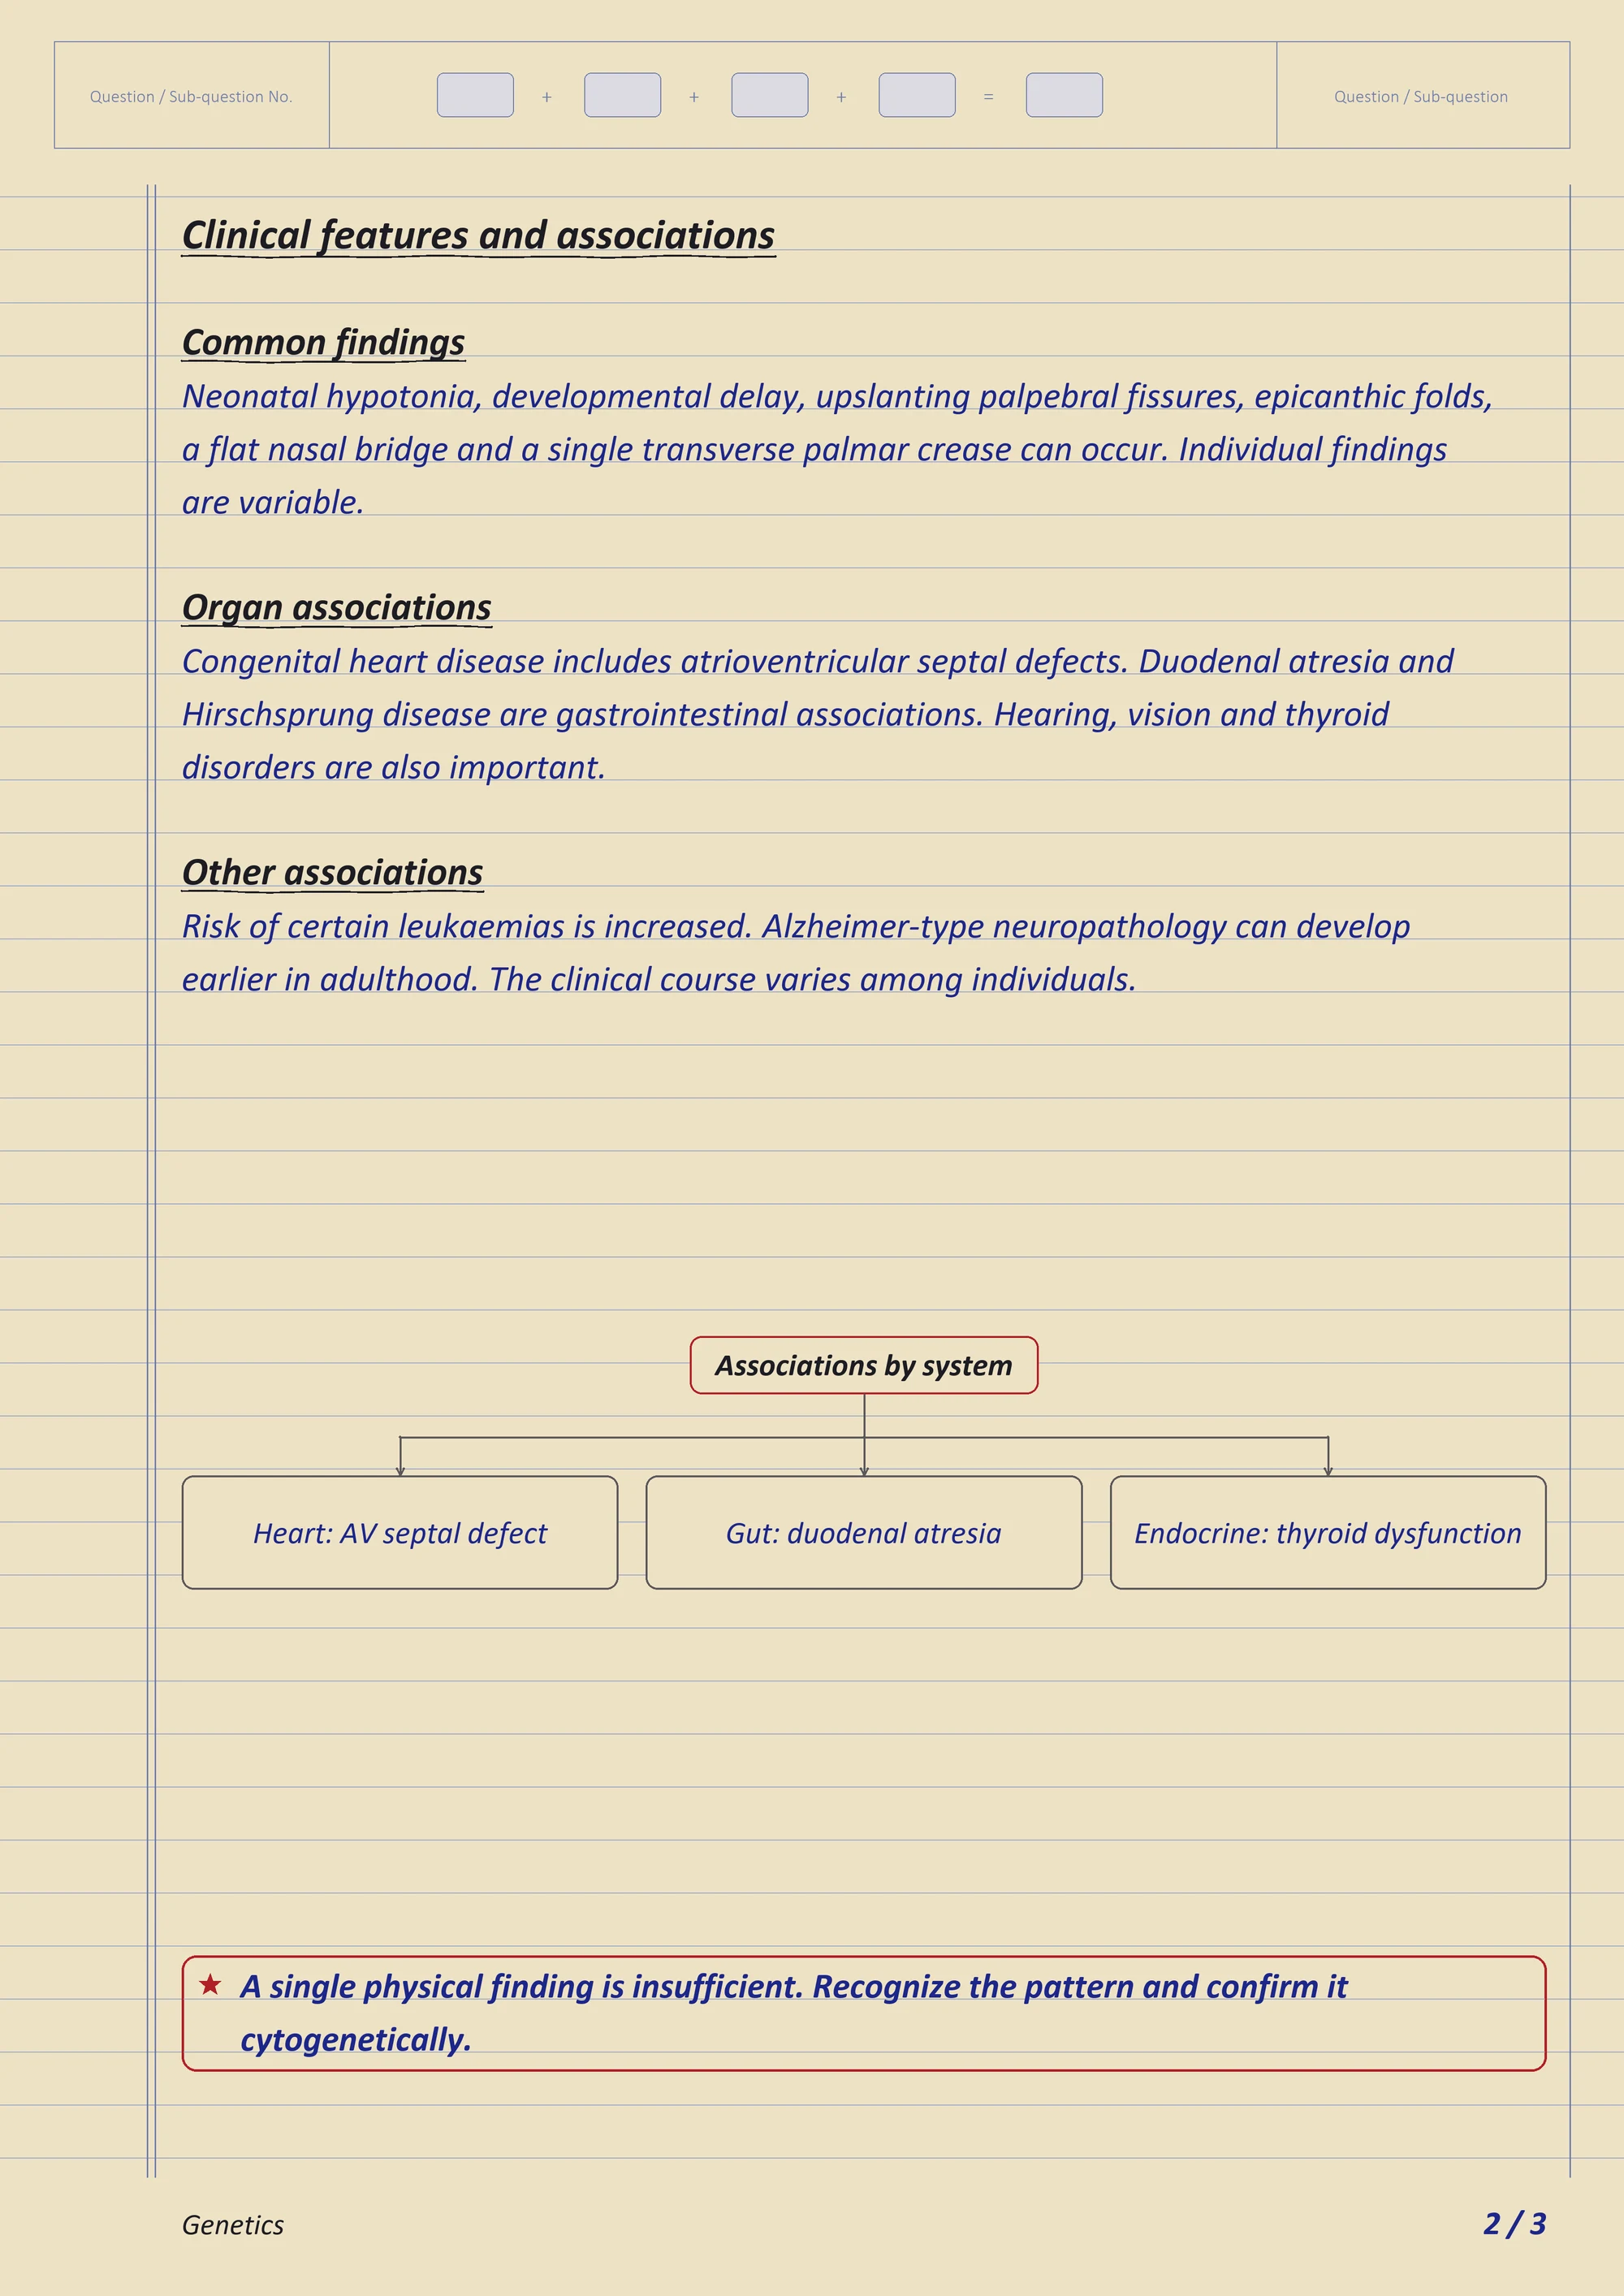 Question / Sub-question No.
+ + + =
Question / Sub-question
Clinical features and associations
Common findings
Neonatal hypotonia, developmental delay, upslanting palpebral fissures, epicanthic folds,
a flat nasal bridge and a single transverse palmar crease can occur. Individual findings
are variable.
Organ associations
Congenital heart disease includes atrioventricular septal defects. Duodenal atresia and
Hirschsprung disease are gastrointestinal associations. Hearing, vision and thyroid
disorders are also important.
Other associations
Risk of certain leukaemias is increased. Alzheimer-type neuropathology can develop
earlier in adulthood. The clinical course varies among individuals.
Associations by system
Heart: AV septal defect
Gut: duodenal atresia
Endocrine: thyroid dysfunction
★ A single physical finding is insufficient. Recognize the pattern and confirm it
cytogenetically.
Genetics
2 / 3